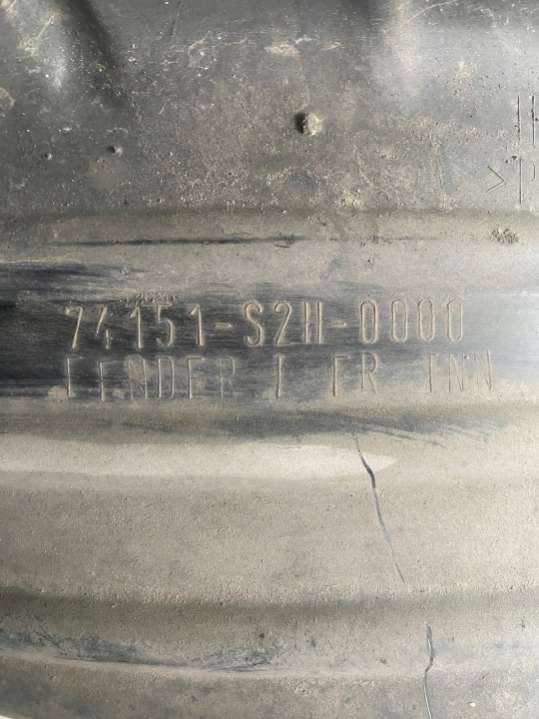 74151-S2H-0000
FENDER L FR INN
>P